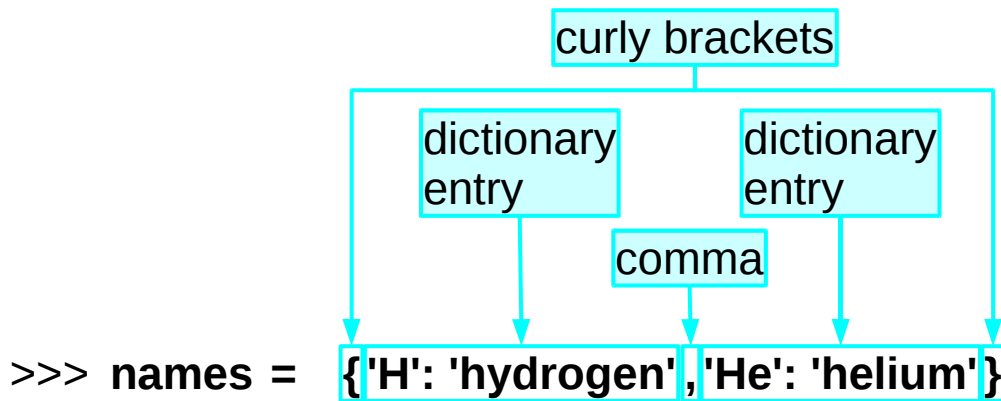 curly brackets
dictionary entry
dictionary entry
comma
>>> names = {'H': 'hydrogen','He': 'helium'}